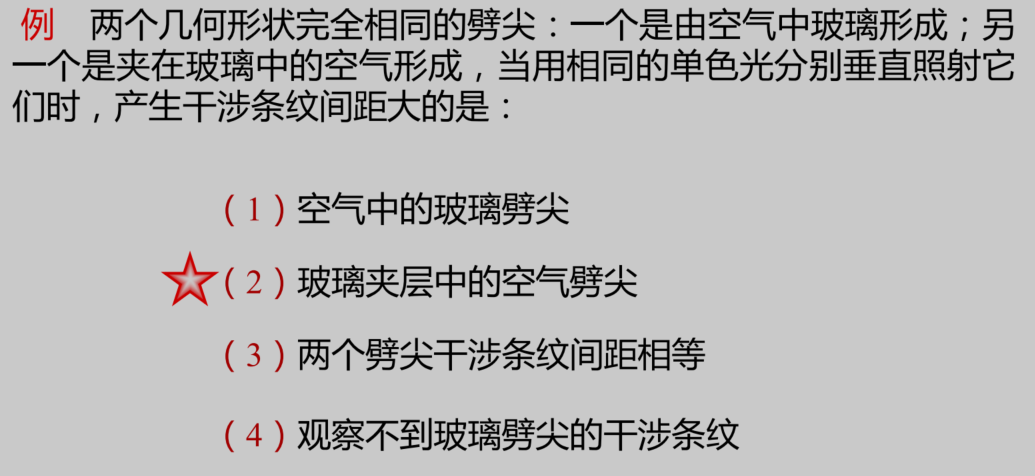 例 两个几何形状完全相同的劈尖：一个是由空气中玻璃形成；另
一个是夹在玻璃中的空气形成，当用相同的单色光分别垂直照射它
们时，产生干涉条纹间距大的是：
（1）空气中的玻璃劈尖
（2）玻璃夹层中的空气劈尖
（3）两个劈尖干涉条纹间距相等
（4）观察不到玻璃劈尖的干涉条纹